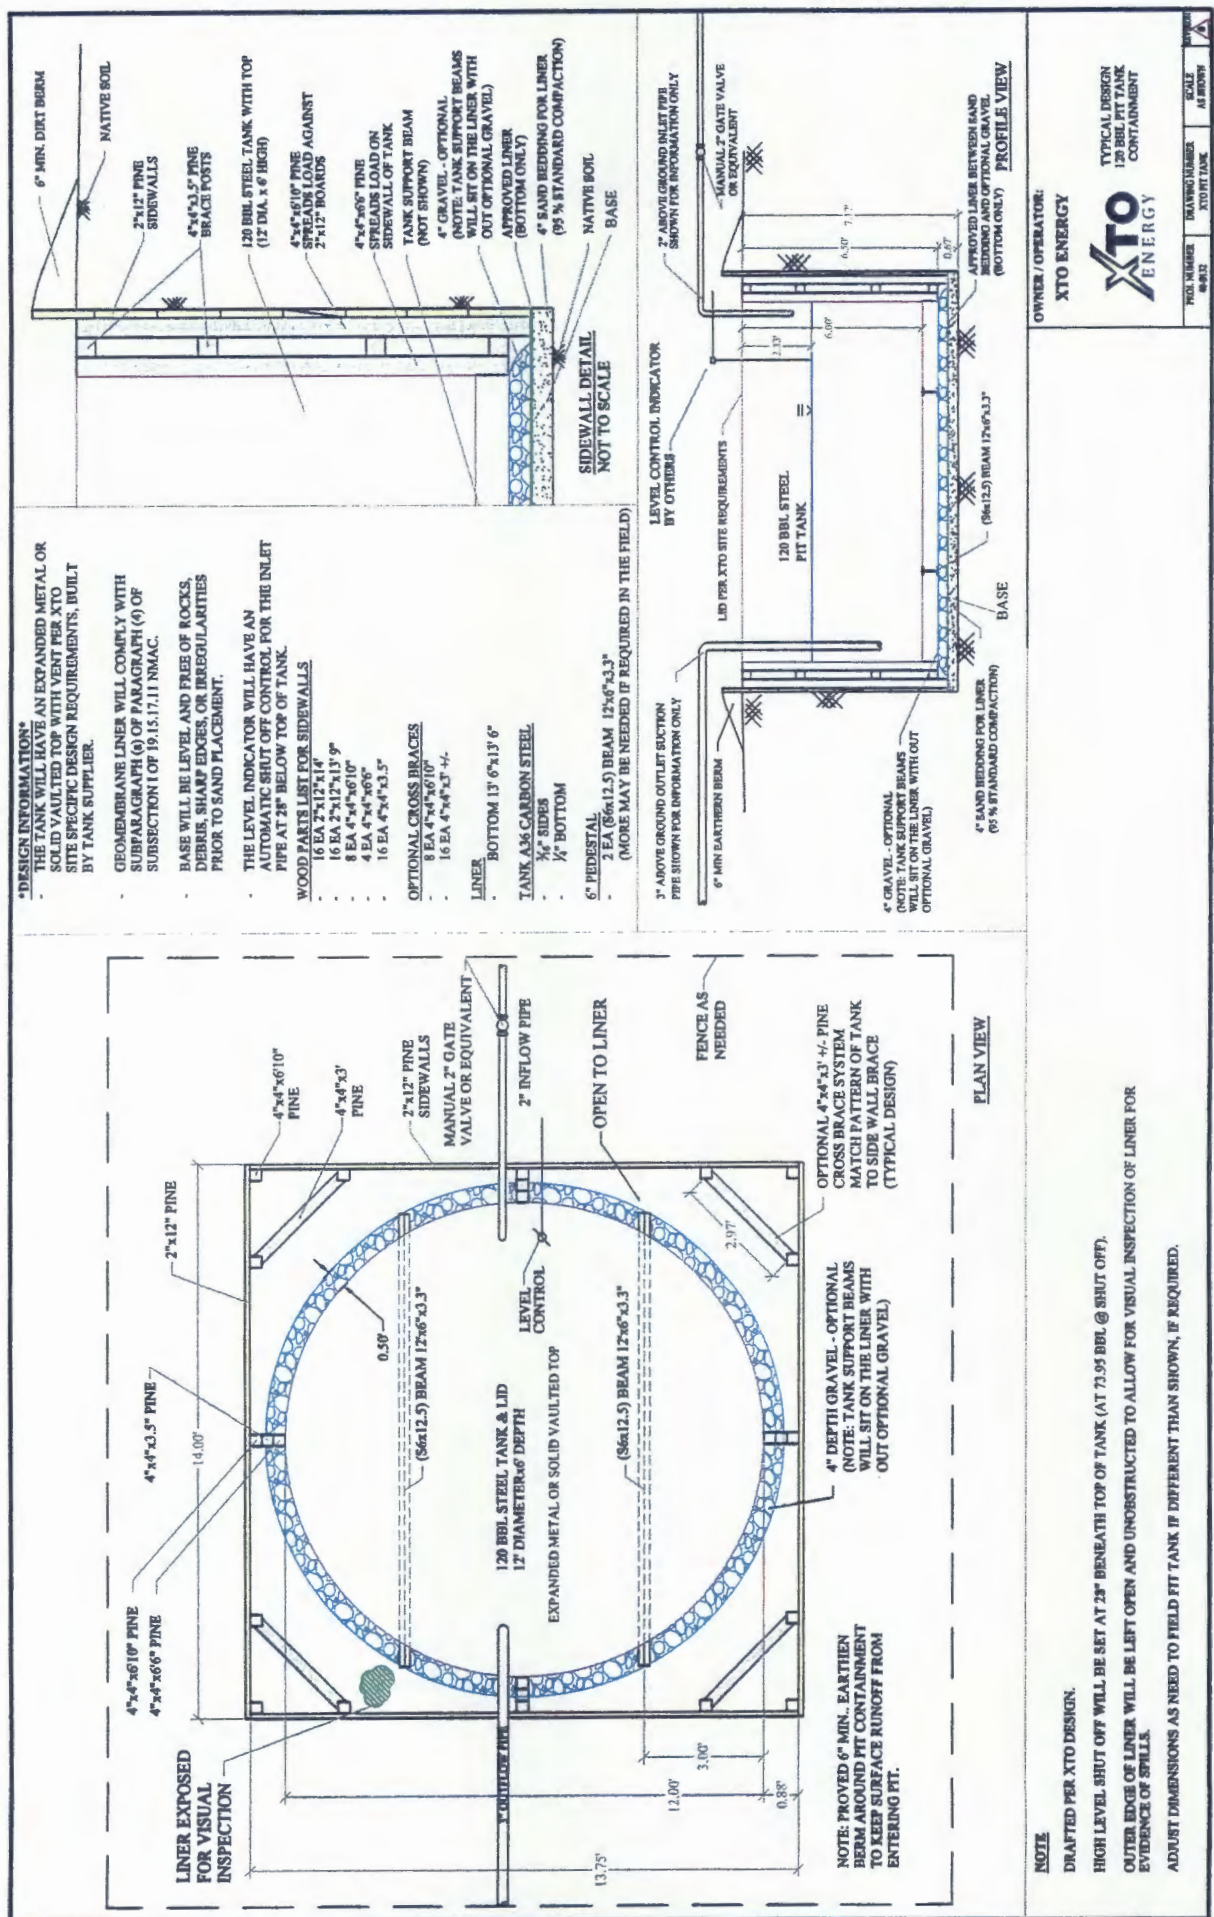 LINER EXPOSED
FOR VISUAL
INSPECTION
4"x4"x6'10" PINE
4"x4"x6'6" PINE
4"x4"x3.5" PINE
2"x12" PINE
4"x4"x6'10"
PINE
4"x4"x3'
PINE
14.00'
2"x12" PINE
SIDEWALLS
MANUAL 2" GATE
VALVE OR EQUIVALENT
2" INFLOW PIPE
OPEN TO LINER
0.50'
(S6x12.5) BEAM 12'x6"x3.3"
LEVEL
CONTROL
120 BBL STEEL TANK & LID
12' DIAMETERx6' DEPTH
EXPANDED METAL OR SOLID VAULTED TOP
(S6x12.5) BEAM 12'x6"x3.3"
3" OUTFLOW PIPE
13.75'
12.00'
3.00'
0.88'
2.97'
FENCE AS
NEEDED
OPTIONAL 4"x4"x3' +/- PINE
CROSS BRACE SYSTEM
MATCH PATTERN OF TANK
TO SIDE WALL BRACE
(TYPICAL DESIGN)
4" DEPTH GRAVEL - OPTIONAL
(NOTE: TANK SUPPORT BEAMS
WILL SIT ON THE LINER WITH
OUT OPTIONAL GRAVEL)
NOTE: PROVED 6" MIN.. EARTHEN
BERM AROUND PIT CONTAINMENT
TO KEEP SURFACE RUNOFF FROM
ENTERING PIT.
PLAN VIEW
*DESIGN INFORMATION*
- THE TANK WILL HAVE AN EXPANDED METAL OR
SOLID VAULTED TOP WITH VENT PER XTO
SITE SPECIFIC DESIGN REQUIREMENTS, BUILT
BY TANK SUPPLIER.
- GEOMEMBRANE LINER WILL COMPLY WITH
SUBPARAGRAPH (a) OF PARAGRAPH (4) OF
SUBSECTION I OF 19.15.17.11 NMAC.
- BASE WILL BE LEVEL AND FREE OF ROCKS,
DEBRIS, SHARP EDGES, OR IRREGULARITIES
PRIOR TO SAND PLACEMENT.
- THE LEVEL INDICATOR WILL HAVE AN
AUTOMATIC SHUT OFF CONTROL FOR THE INLET
PIPE AT 28" BELOW TOP OF TANK.
WOOD PARTS LIST FOR SIDEWALLS
- 16 EA 2"x12"x14'
- 16 EA 2"x12"x13' 9"
- 8 EA 4"x4"x6'10"
- 4 EA 4"x4"x6'6"
- 16 EA 4"x4"x3.5"
OPTIONAL CROSS BRACES
- 8 EA 4"x4"x6'10"
- 16 EA 4"x4"x3' +/-
LINER
- BOTTOM 13' 6"x13' 6"
TANK A36 CARBON STEEL
- 3/16" SIDES
- 1/4" BOTTOM
6" PEDESTAL
- 2 EA (S6x12.5) BEAM 12'x6"x3.3"
(MORE MAY BE NEEDED IF REQUIRED IN THE FIELD)
6" MIN. DIRT BERM
NATIVE SOIL
2"x12" PINE
SIDEWALLS
4"x4"x3.5" PINE
BRACE POSTS
120 BBL STEEL TANK WITH TOP
(12' DIA. x 6' HIGH)
4"x4"x6'10" PINE
SPREADS LOAD AGAINST
2"x12" BOARDS
4"x4"x6'6" PINE
SPREADS LOAD ON
SIDEWALL OF TANK
TANK SUPPORT BEAM
(NOT SHOWN)
4" GRAVEL - OPTIONAL
(NOTE: TANK SUPPORT BEAMS
WILL SIT ON THE LINER WITH
OUT OPTIONAL GRAVEL)
APPROVED LINER
(BOTTOM ONLY)
4" SAND BEDDING FOR LINER
(95 % STANDARD COMPACTION)
NATIVE SOIL
BASE
SIDEWALL DETAIL
NOT TO SCALE
3" ABOVE GROUND OUTLET SUCTION
PIPE SHOWN FOR INFORMATION ONLY
6" MIN EARTHERN BERM
LEVEL CONTROL INDICATOR
BY OTHERS
LID PER XTO SITE REQUIREMENTS
2" ABOVE GROUND INLET PIPE
SHOWN FOR INFORMATION ONLY
MANUAL 2" GATE VALVE
OR EQUIVALENT
120 BBL STEEL
PIT TANK
2.33'
6.00'
6.50'
7.17'
0.67'
4" GRAVEL - OPTIONAL
(NOTE: TANK SUPPORT BEAMS
WILL SIT ON THE LINER WITH OUT
OPTIONAL GRAVEL)
4" SAND BEDDING FOR LINER
(95 % STANDARD COMPACTION)
BASE
(S6x12.5) BEAM 12'x6"x3.3"
APPROVED LINER BETWEEN SAND
BEDDING AND OPTIONAL GRAVEL
(BOTTOM ONLY)
PROFILE VIEW
NOTE
DRAFTED PER XTO DESIGN.
HIGH LEVEL SHUT OFF WILL BE SET AT 28" BENEATH TOP OF TANK (AT 73.95 BBL @ SHUT OFF).
OUTER EDGE OF LINER WILL BE LEFT OPEN AND UNOBSTRUCTED TO ALLOW FOR VISUAL INSPECTION OF LINER FOR
EVIDENCE OF SPILLS.
ADJUST DIMENSIONS AS NEED TO FIELD FIT TANK IF DIFFERENT THAN SHOWN, IF REQUIRED.
OWNER / OPERATOR:
XTO ENERGY
XTO
ENERGY
TYPICAL DESIGN
120 BBL PIT TANK
CONTAINMENT
PROJ. NUMBER
DRAWING NUMBER
XTO PIT TANK
SCALE
AS SHOWN